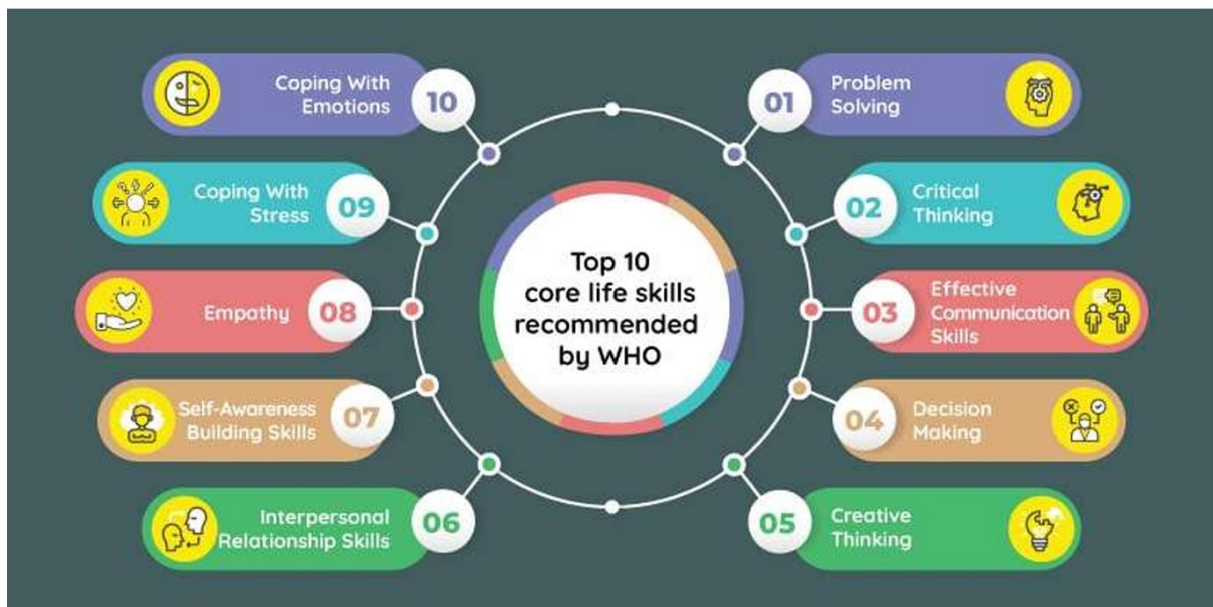 Top 10
core life skills
recommended
by WHO
01
Problem
Solving
02
Critical
Thinking
03
Effective
Communication
Skills
04
Decision
Making
05
Creative
Thinking
06
Interpersonal
Relationship Skills
07
Self-Awareness
Building Skills
08
Empathy
09
Coping With
Stress
10
Coping With
Emotions